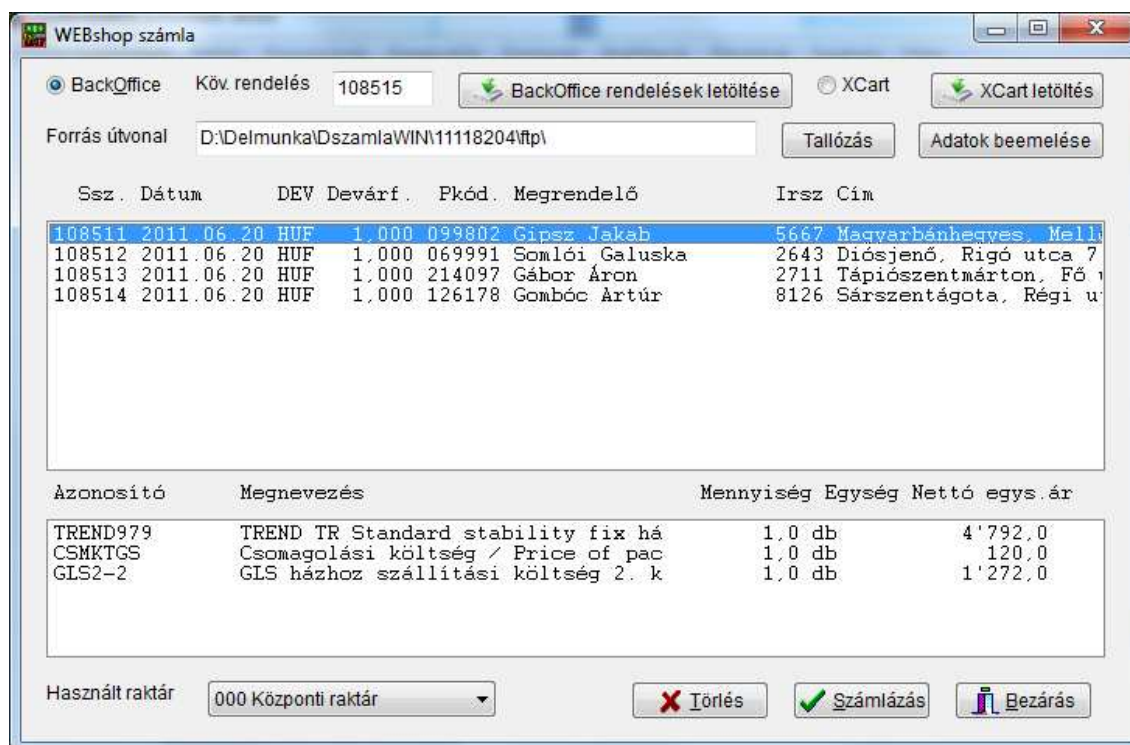 WEBshop számla
BackOffice Köv. rendelés 108515 BackOffice rendelések letöltése XCart XCart letöltés
Forrás útvonal D:\Delmunka\DszamlaWIN\11118204\ftp\ Tallózás Adatok beemelése
Ssz. Dátum DEV Devárf. Pkód. Megrendelő Irsz Cím
108511 2011.06.20 HUF 1,000 099802 Gipsz Jakab 5667 Magyarbánhegyes, Mell
108512 2011.06.20 HUF 1,000 069991 Somlói Galuska 2643 Diósjenő, Rigó utca 7
108513 2011.06.20 HUF 1,000 214097 Gábor Áron 2711 Tápiószentmárton, Fő
108514 2011.06.20 HUF 1,000 126178 Gombóc Artúr 8126 Sárszentágota, Régi u
Azonosító Megnevezés Mennyiség Egység Nettó egys.ár
TREND979 TREND TR Standard stability fix há 1,0 db 4'792,0
CSMKTGS Csomagolási költség / Price of pac 1,0 db 120,0
GLS2-2 GLS házhoz szállítási költség 2. k 1,0 db 1'272,0
Használt raktár 000 Központi raktár Törlés Számlázás Bezárás